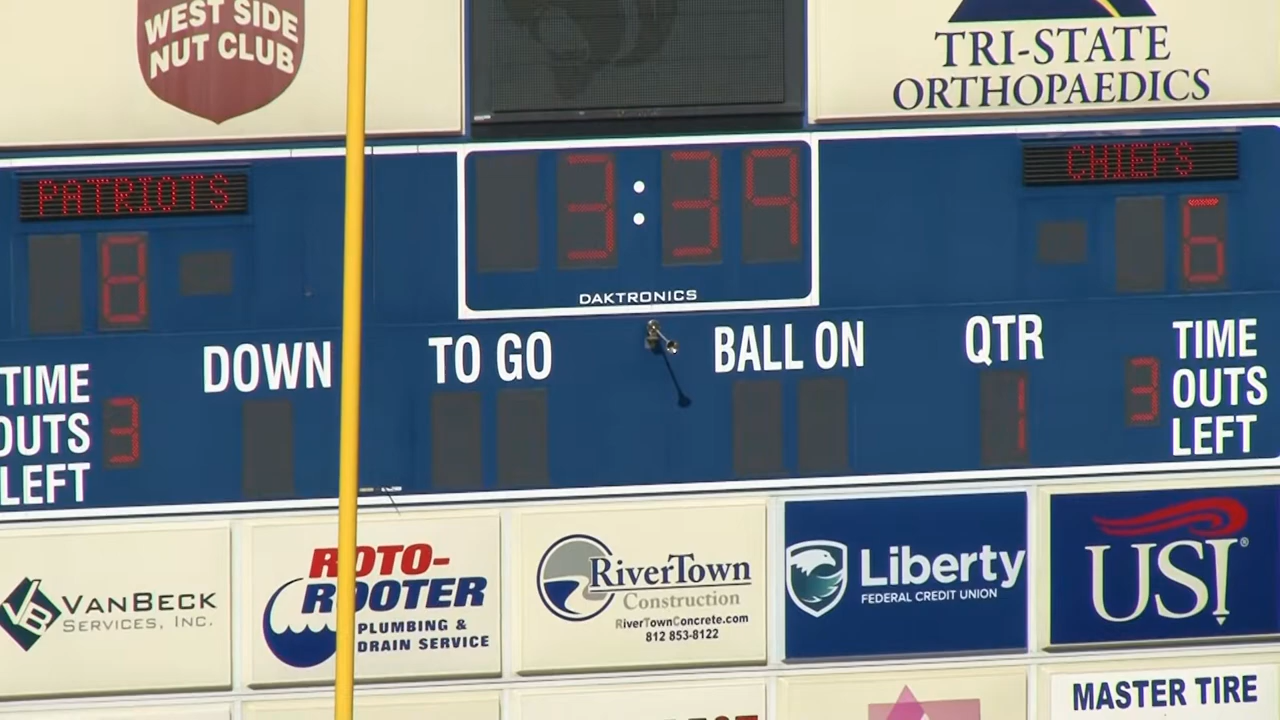 WEST SIDE
NUT CLUB
TRI-STATE
ORTHOPAEDICS
PATRIOTS
3:39
CHIEFS
8
6
DAKTRONICS
TIME
OUTS
LEFT
3
DOWN
TO GO
BALL ON
QTR
1
3
TIME
OUTS
LEFT
VB
VANBECK
SERVICES, INC.
ROTO-
ROOTER
PLUMBING &
DRAIN SERVICE
RiverTown
Construction
RiverTownConcrete.com
812 853-8122
Liberty
FEDERAL CREDIT UNION
USI®
MASTER TIRE